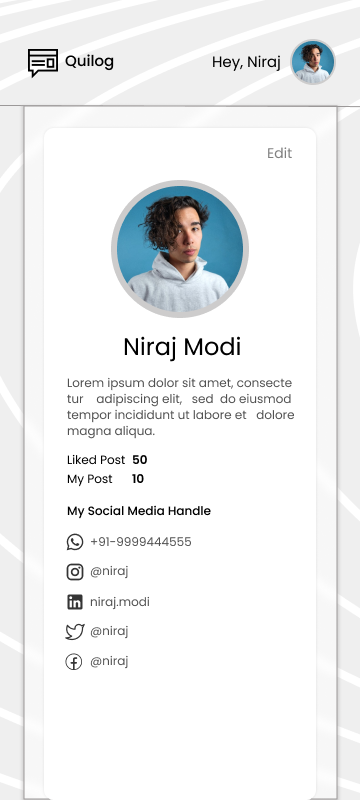 Quilog
Hey, Niraj
Edit
Niraj Modi
Lorem ipsum dolor sit amet, consecte
tur adipiscing elit, sed do eiusmod
tempor incididunt ut labore et dolore
magna aliqua.
Liked Post 50
My Post 10
My Social Media Handle
+91-9999444555
@niraj
niraj.modi
@niraj
@niraj